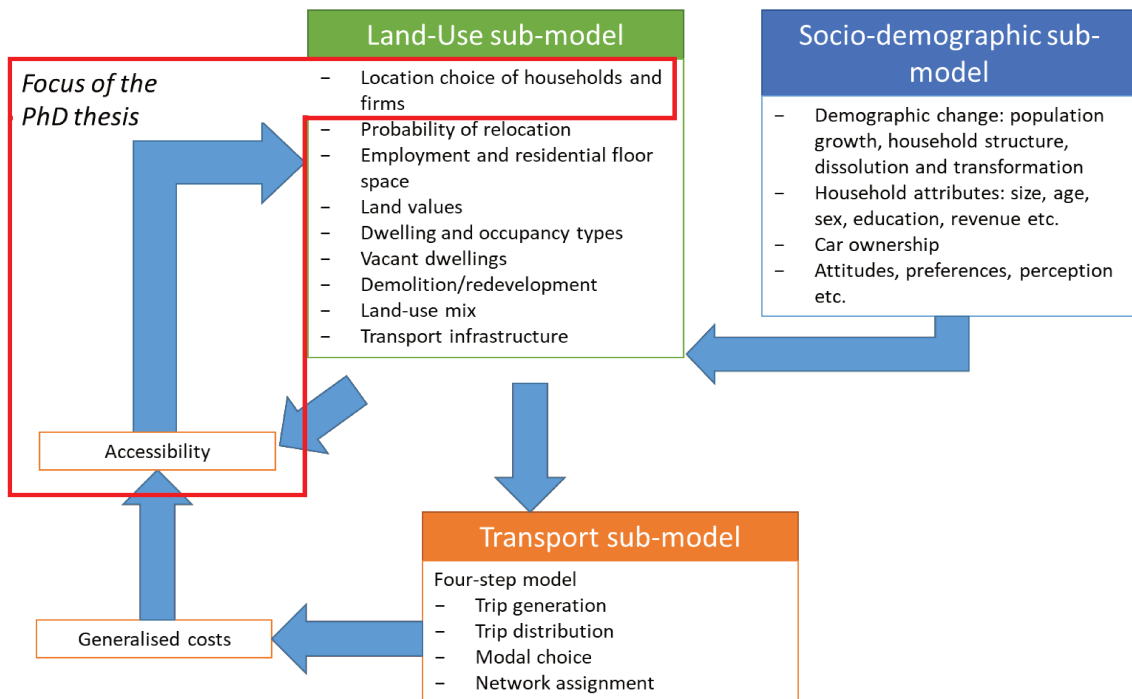 Land-Use sub-model
Focus of the
PhD thesis
– Location choice of households and
firms
– Probability of relocation
– Employment and residential floor
space
– Land values
– Dwelling and occupancy types
– Vacant dwellings
– Demolition/redevelopment
– Land-use mix
– Transport infrastructure
Socio-demographic sub-
model
– Demographic change: population
growth, household structure,
dissolution and transformation
– Household attributes: size, age,
sex, education, revenue etc.
– Car ownership
– Attitudes, preferences, perception
etc.
Accessibility
Transport sub-model
Four-step model
– Trip generation
– Trip distribution
– Modal choice
– Network assignment
Generalised costs